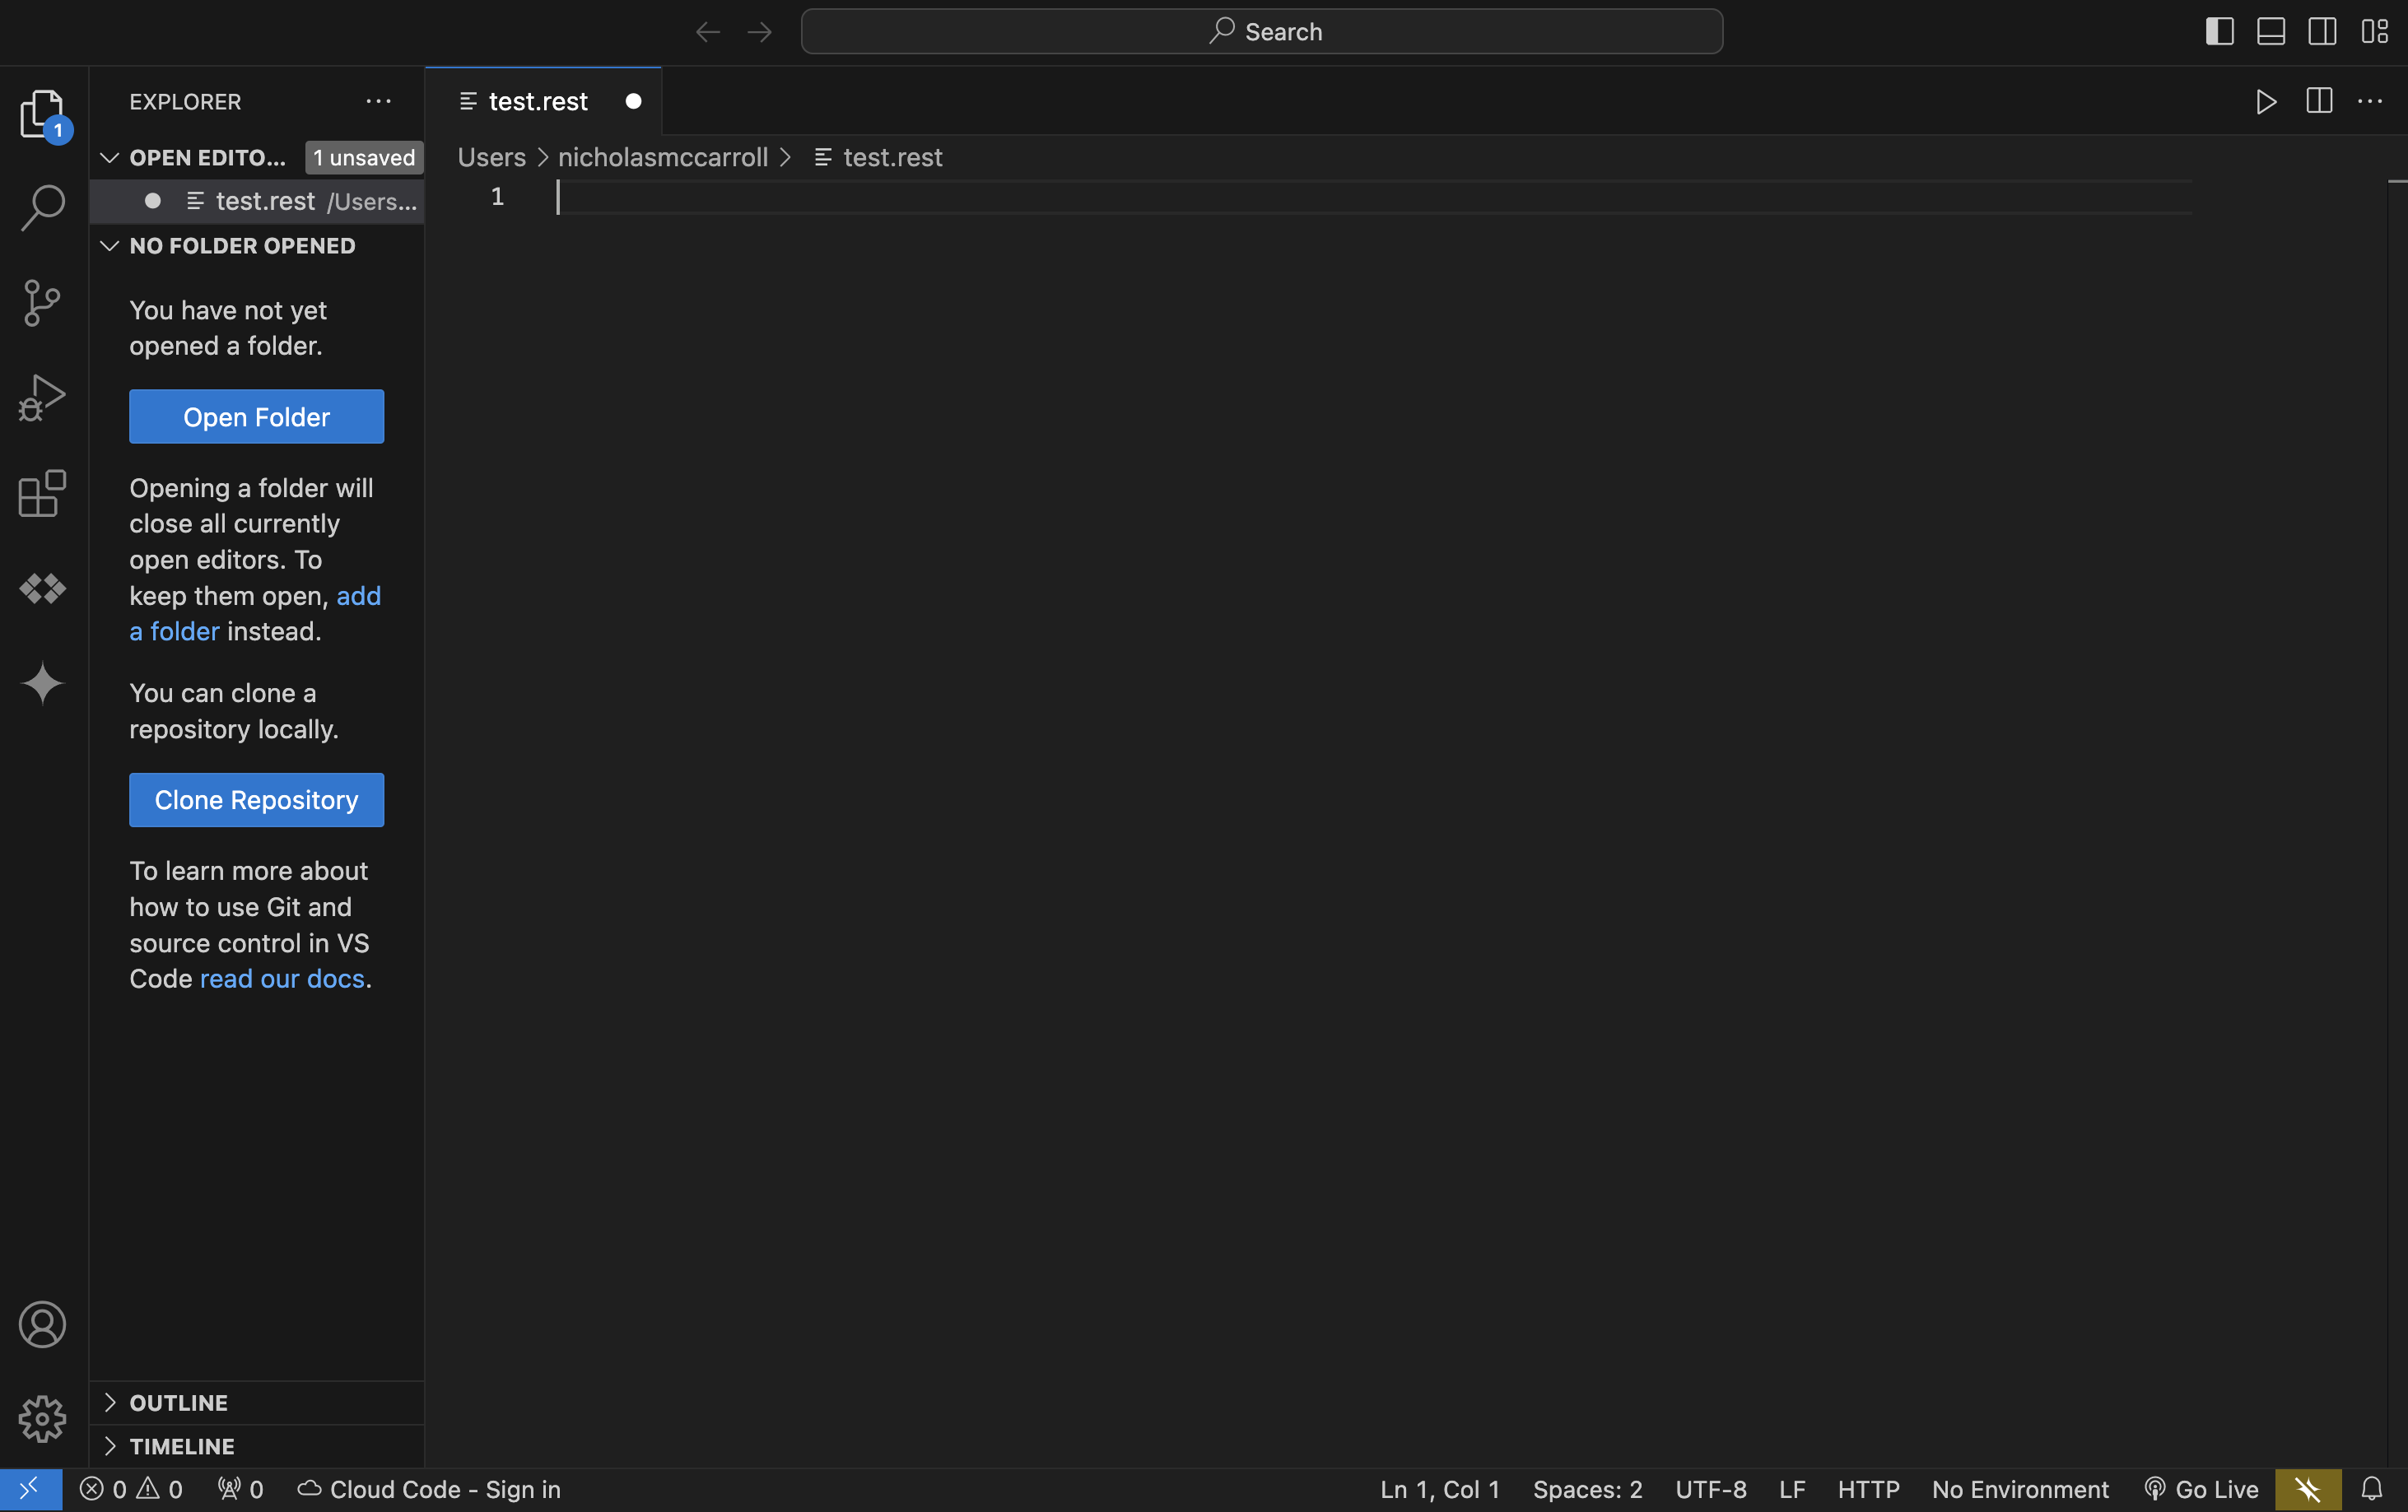 Search
EXPLORER
1
OPEN EDITO...
1 unsaved
test.rest /Users...
NO FOLDER OPENED
You have not yet
opened a folder.
Open Folder
Opening a folder will
close all currently
open editors. To
keep them open, add
a folder instead.
You can clone a
repository locally.
Clone Repository
To learn more about
how to use Git and
source control in VS
Code read our docs.
OUTLINE
TIMELINE
test.rest
Users > nicholasmccarroll > test.rest
1
0 0 0 Cloud Code - Sign in
Ln 1, Col 1 Spaces: 2 UTF-8 LF HTTP No Environment Go Live